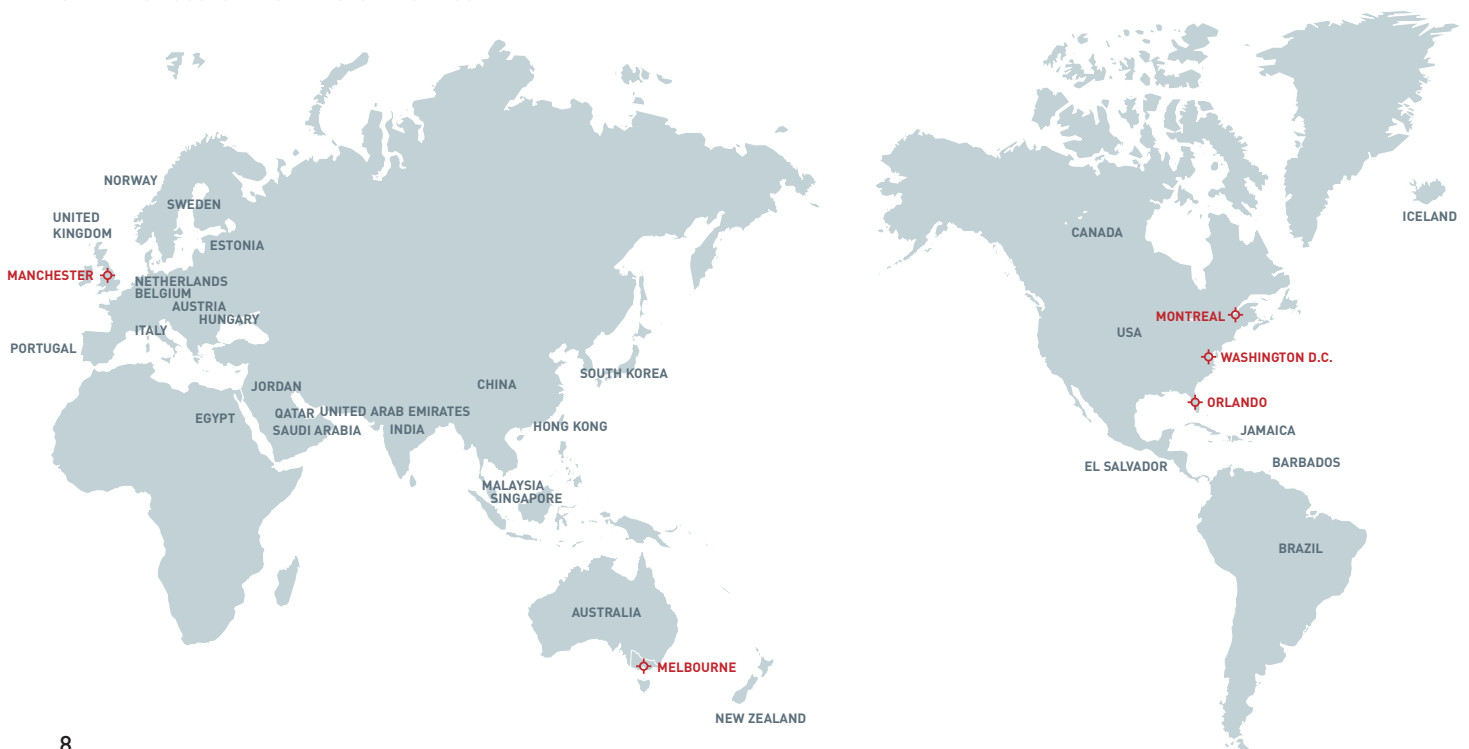 NORWAY
SWEDEN
UNITED
KINGDOM
ESTONIA
MANCHESTER
NETHERLANDS
BELGIUM
AUSTRIA
HUNGARY
ITALY
PORTUGAL
JORDAN
EGYPT
QATAR
UNITED ARAB EMIRATES
SAUDI ARABIA
INDIA
CHINA
SOUTH KOREA
HONG KONG
MALAYSIA
SINGAPORE
AUSTRALIA
MELBOURNE
NEW ZEALAND
ICELAND
CANADA
MONTREAL
USA
WASHINGTON D.C.
ORLANDO
JAMAICA
EL SALVADOR
BARBADOS
BRAZIL
8